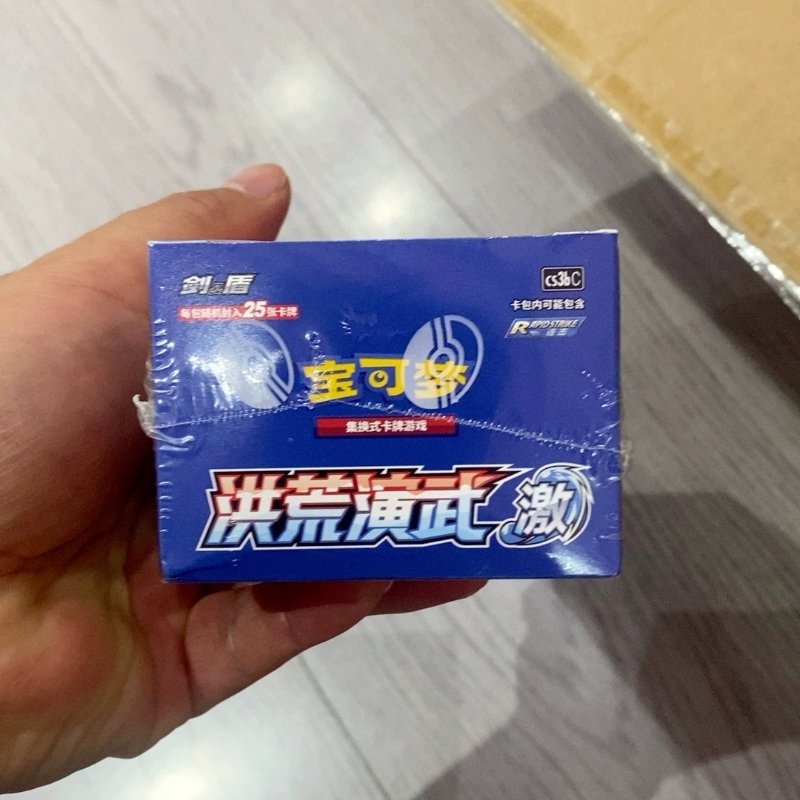 剑&盾
cs3bC
每包随机封入25张卡牌
卡包内可能包含
RAPID STRIKE
连击
宝可梦
集换式卡牌游戏
洪荒演武 激